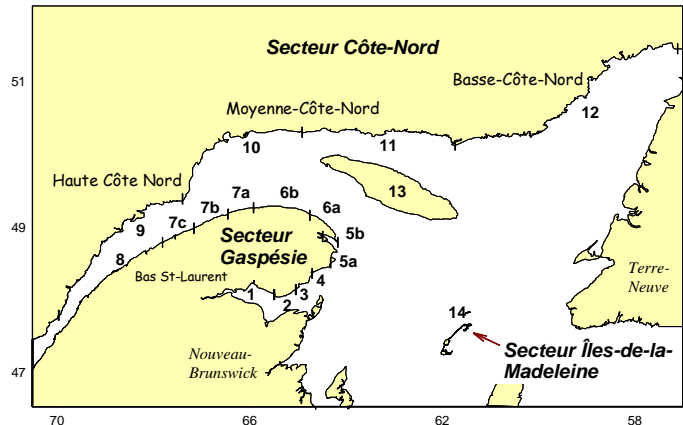 Secteur Côte-Nord
51
Basse-Côte-Nord
12
Moyenne-Côte-Nord
10
11
Haute Côte Nord
13
7a
6b
7b
6a
7c
9
49
8
Secteur
Gaspésie
5b
5a
Bas St-Laurent
4
Terre-
Neuve
1
3
2
14
Secteur Îles-de-la-
Madeleine
Nouveau-
Brunswick
47
70
66
62
58